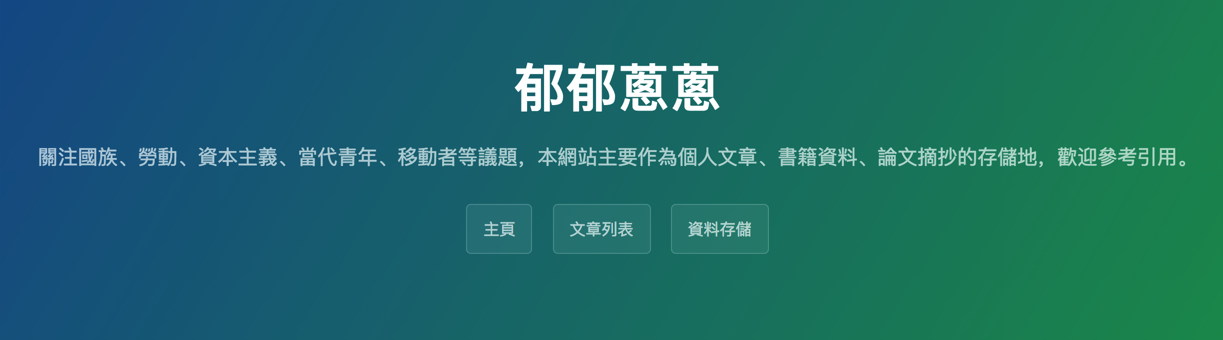 郁郁蔥蔥
關注國族、勞動、資本主義、當代青年、移動者等議題，本網站主要作為個人文章、書籍資料、論文摘抄的存儲地，歡迎參考引用。
主頁
文章列表
資料存儲